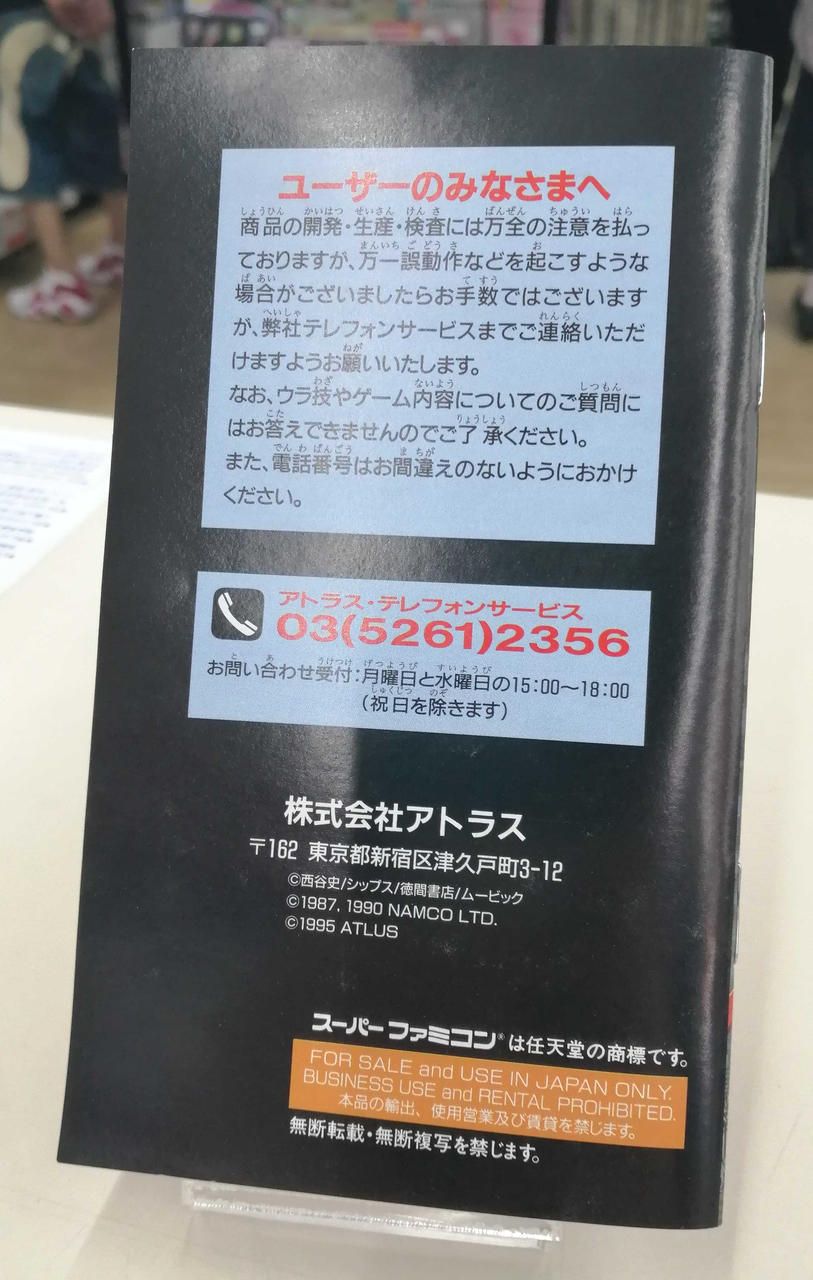 ユーザーのみなさまへ
商品の開発・生産・検査には万全の注意を払っ
ておりますが、万一誤動作などを起こすような
場合がございましたらお手数ではございます
が、弊社テレフォンサービスまでご連絡いただ
けますようお願いいたします。
なお、ウラ技やゲーム内容についてのご質問に
はお答えできませんのでご了承ください。
また、電話番号はお間違えのないようにおかけ
ください。
アトラス・テレフォンサービス
03(5261)2356
お問い合わせ受付:月曜日と水曜日の15:00〜18:00
(祝日を除きます)
株式会社アトラス
〒162 東京都新宿区津久戸町3-12
©西谷史/シップス/徳間書店/ムービック
©1987, 1990 NAMCO LTD.
©1995 ATLUS
スーパーファミコン®は任天堂の商標です。
FOR SALE and USE IN JAPAN ONLY.
BUSINESS USE and RENTAL PROHIBITED.
本品の輸出、使用営業及び賃貸を禁じます。
無断転載・無断複写を禁じます。